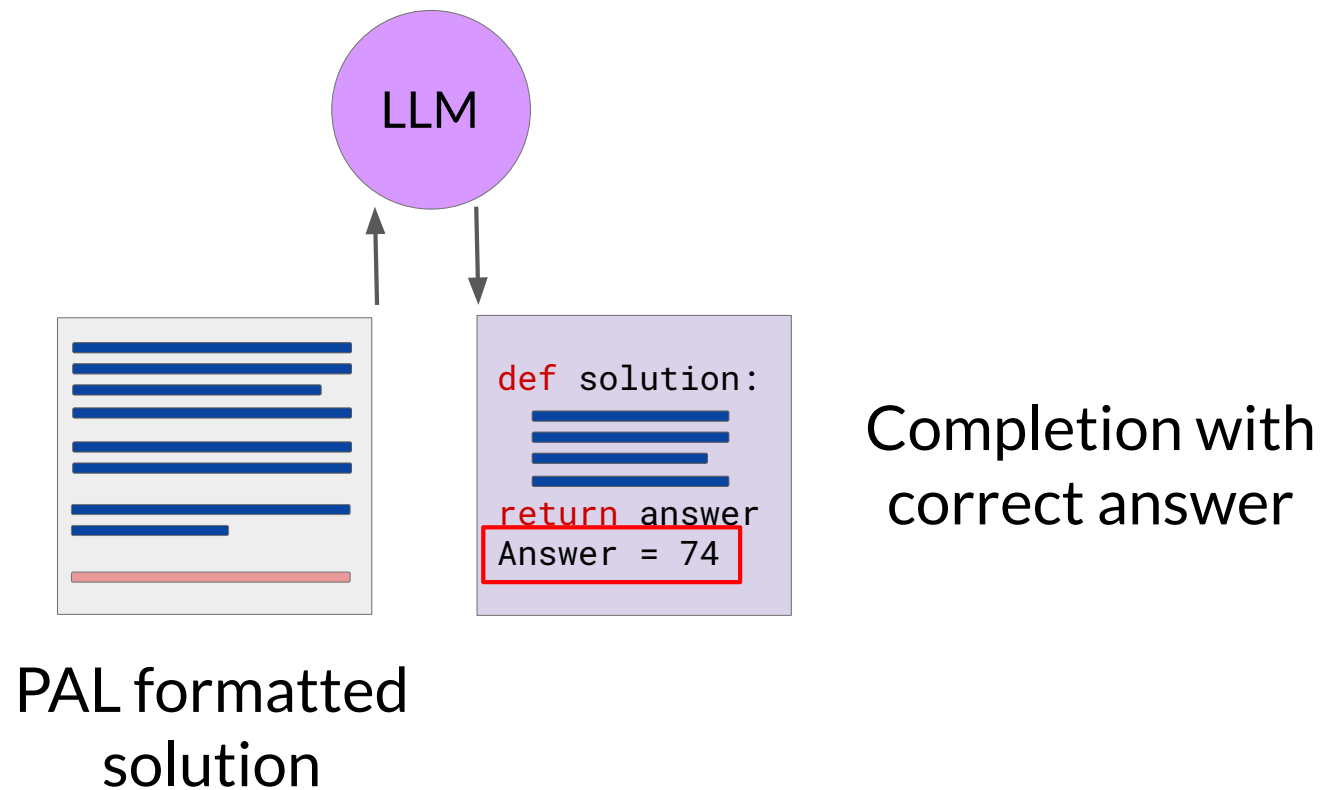 LLM
def solution:
return answer
Answer = 74
Completion with
correct answer
PAL formatted
solution